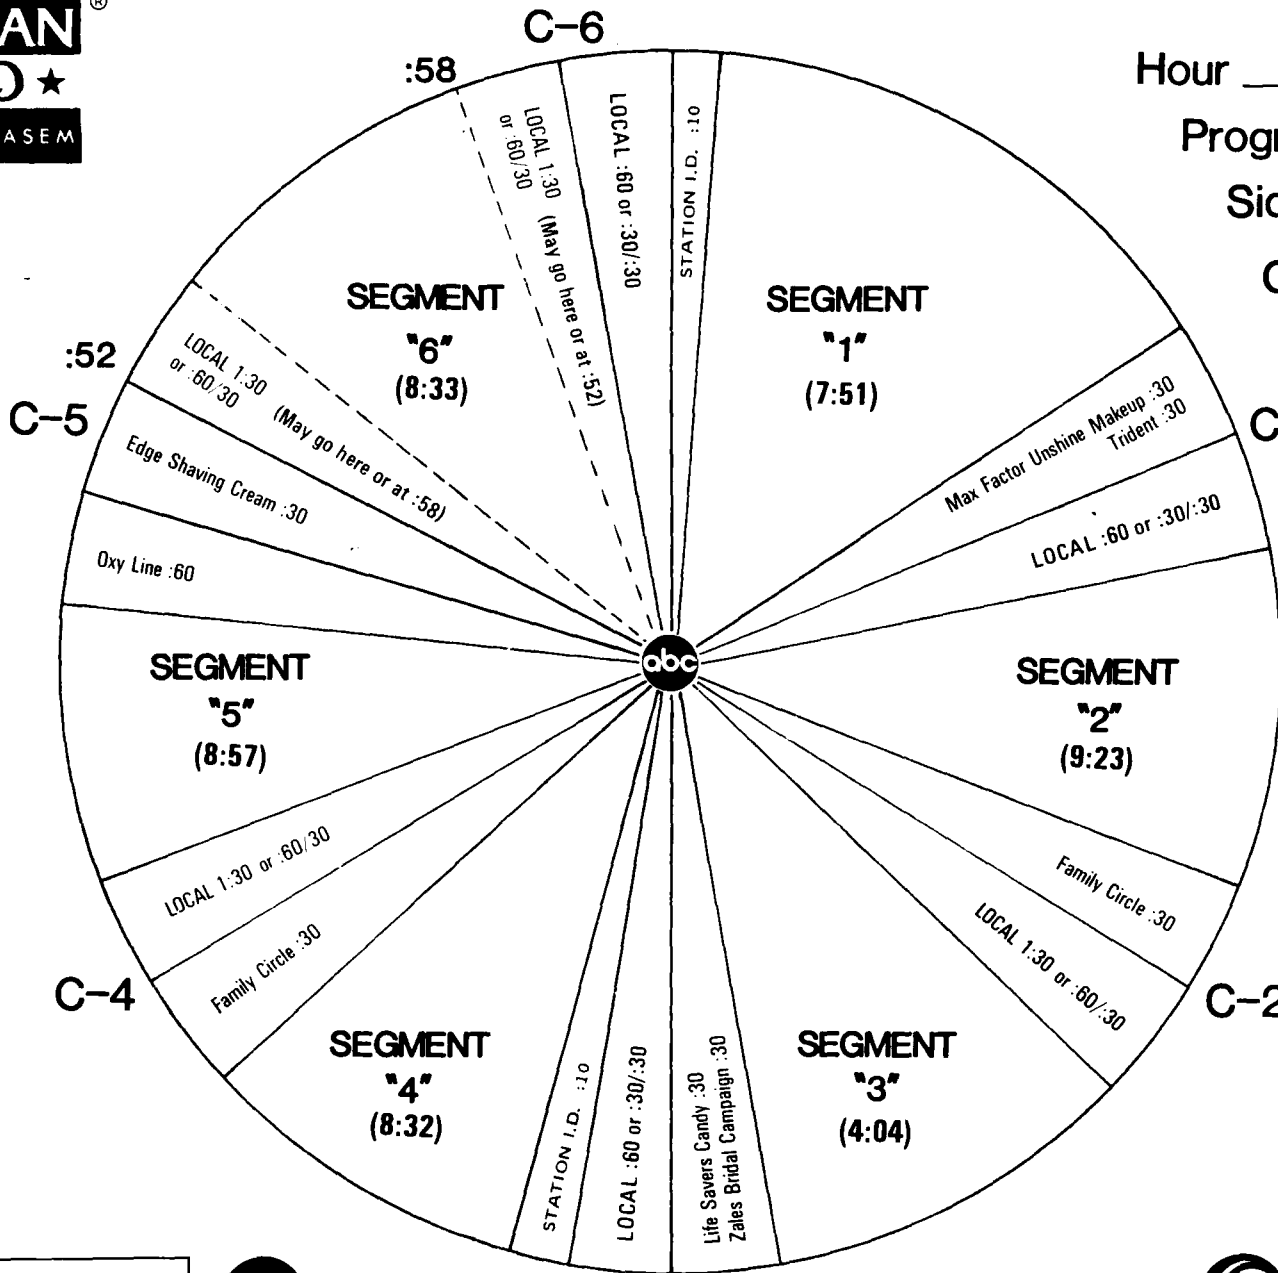 AN
®
ASEM
C-6
:58
Hour
LOCAL :60 or :30/:30
STATION I.D. :10
LOCAL 1:30 (May go here or at :52)
or :60/30
SEGMENT
"6"
(8:33)
SEGMENT
"1"
(7:51)
:52
C-5
LOCAL 1:30 (May go here or at :58)
or :60/30
Max Factor Unshine Makeup :30
Trident :30
Edge Shaving Cream :30
LOCAL :60 or :30/:30
Oxy Line :60
abc
SEGMENT
"5"
(8:57)
SEGMENT
"2"
(9:23)
LOCAL 1:30 or :60/30
Family Circle :30
Family Circle :30
LOCAL 1:30 or :60/:30
C-4
C-2
SEGMENT
"4"
(8:32)
SEGMENT
"3"
(4:04)
STATION I.D. :10
LOCAL :60 or :30/:30
Life Savers Candy :30
Zales Bridal Campaign :30